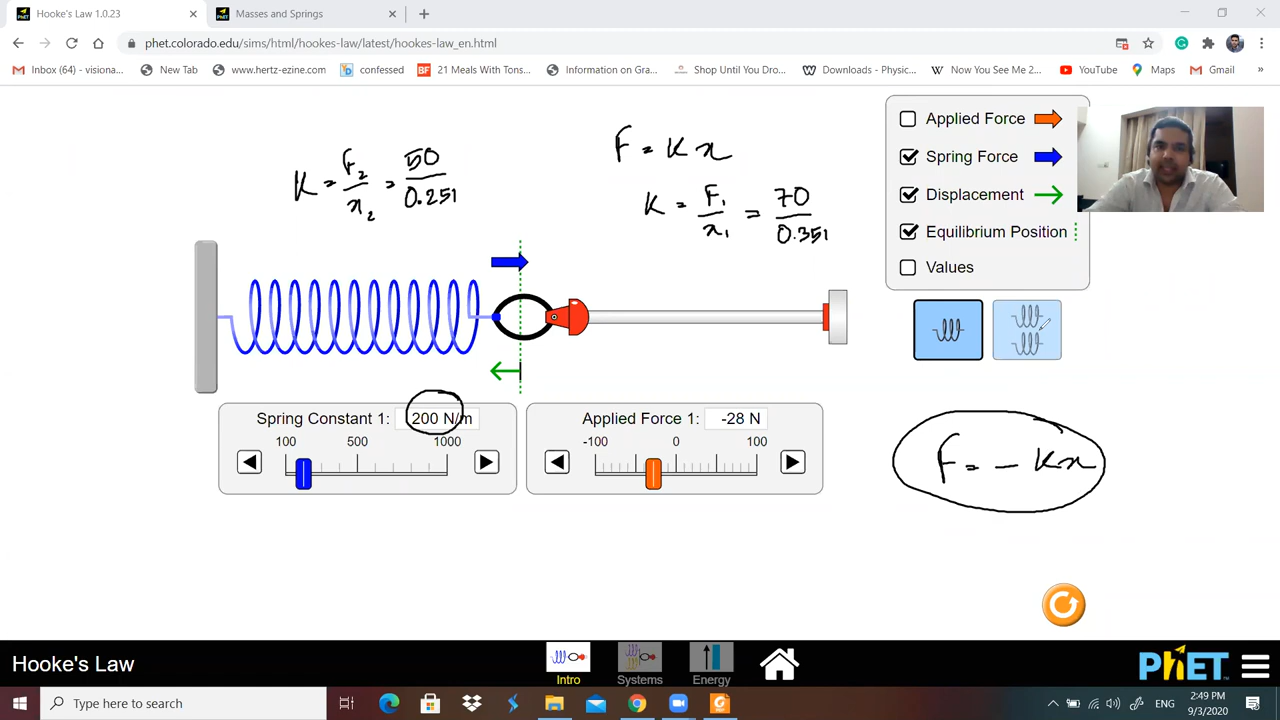 Hooke's Law 1.0.23
Masses and Springs
phet.colorado.edu/sims/html/hookes-law/latest/hookes-law_en.html
Inbox (64) - visiona... New Tab www.hertz-ezine.com confessed 21 Meals With Tons... Information on Gra... Shop Until You Dro... Downloads - Physic... Now You See Me 2... YouTube Maps Gmail
K = F₂/x₂ = 50/0.251
F = Kx
K = F₁/x₁ = 70/0.351
Applied Force
Spring Force
Displacement
Equilibrium Position
Values
Spring Constant 1: 200 N/m
100 500 1000
Applied Force 1: -28 N
-100 0 100
F = - Kx
Hooke's Law
Intro
Systems
Energy
PhET
Type here to search
ENG
2:49 PM
9/3/2020